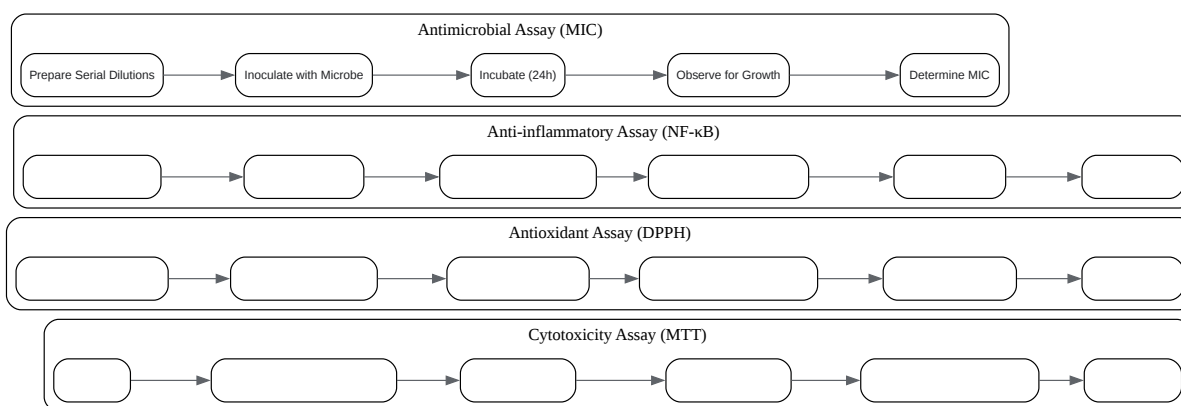 Antimicrobial Assay (MIC)
Prepare Serial Dilutions
Inoculate with Microbe
Incubate (24h)
Observe for Growth
Determine MIC
Anti-inflammatory Assay (NF-κB)
Antioxidant Assay (DPPH)
Cytotoxicity Assay (MTT)